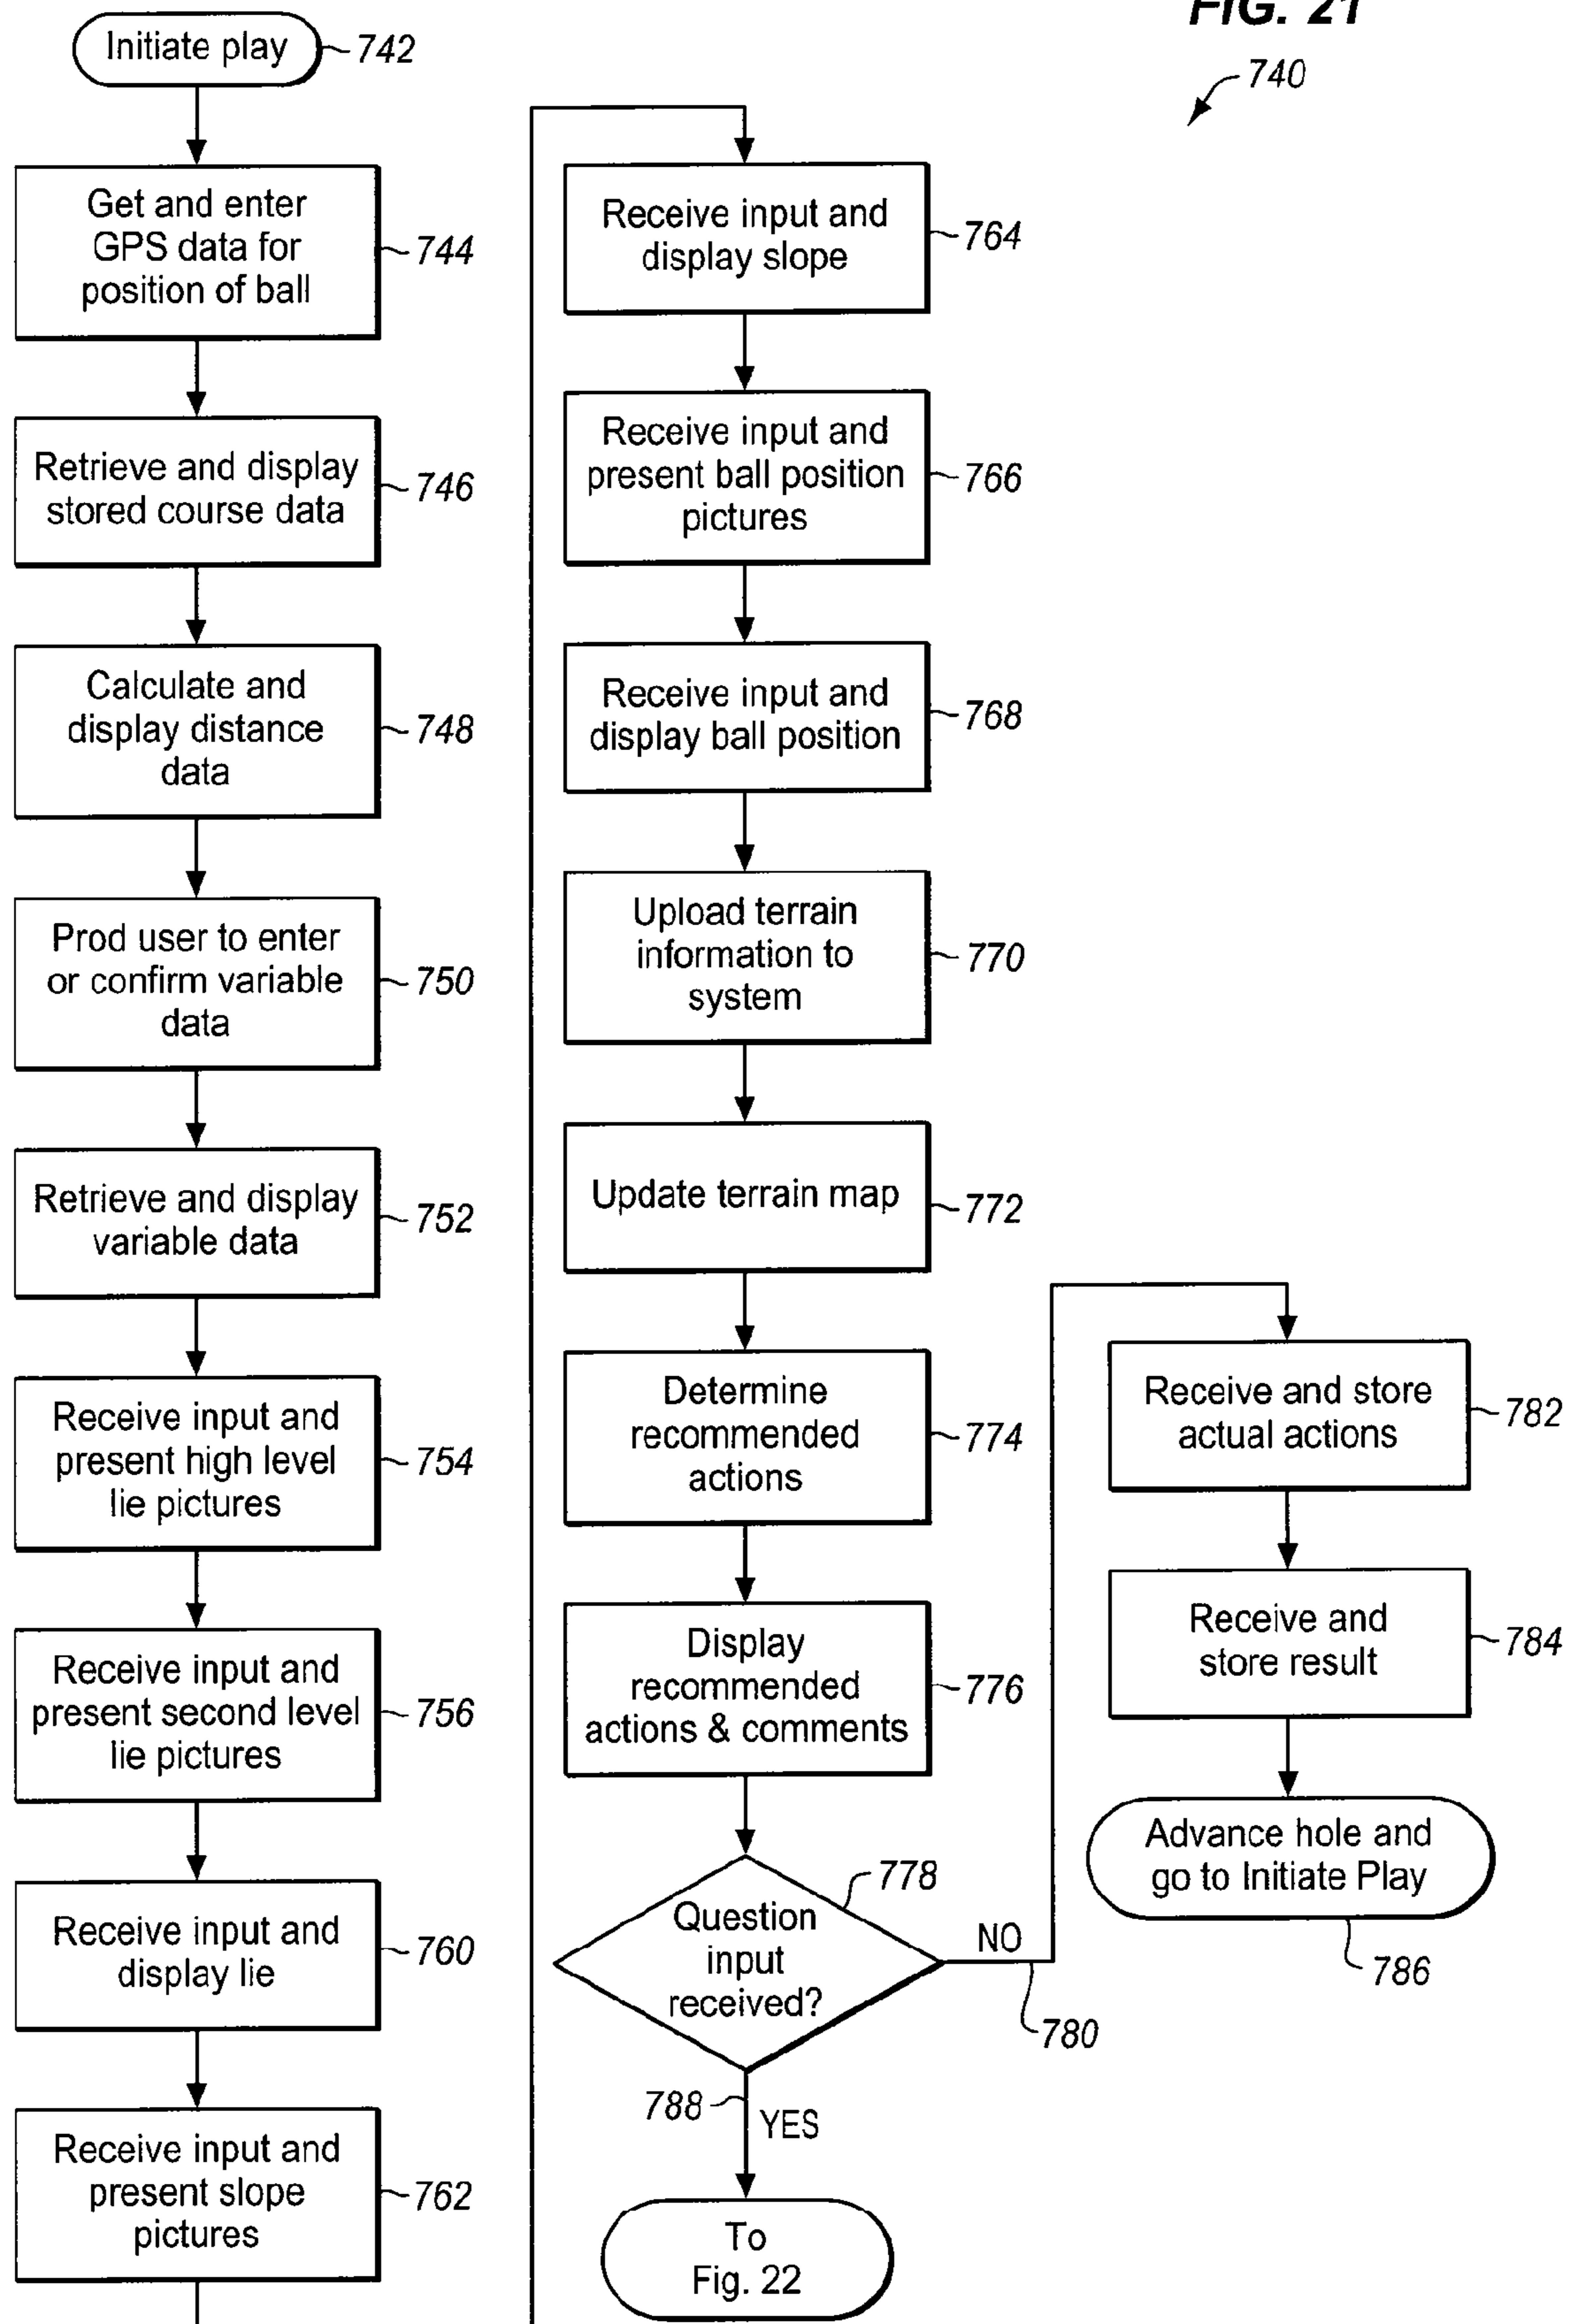 FIG. 21
740
Initiate play
742
Get and enter
GPS data for
position of ball
744
Retrieve and display
stored course data
746
Calculate and
display distance
data
748
Prod user to enter
or confirm variable
data
750
Retrieve and display
variable data
752
Receive input and
present high level
lie pictures
754
Receive input and
present second level
lie pictures
756
Receive input and
display lie
760
Receive input and
present slope
pictures
762
Receive input and
display slope
764
Receive input and
present ball position
pictures
766
Receive input and
display ball position
768
Upload terrain
information to
system
770
Update terrain map
772
Determine
recommended
actions
774
Display
recommended
actions & comments
776
Question
input
received?
778
NO
780
788
YES
To
Fig. 22
Receive and store
actual actions
782
Receive and
store result
784
Advance hole and
go to Initiate Play
786